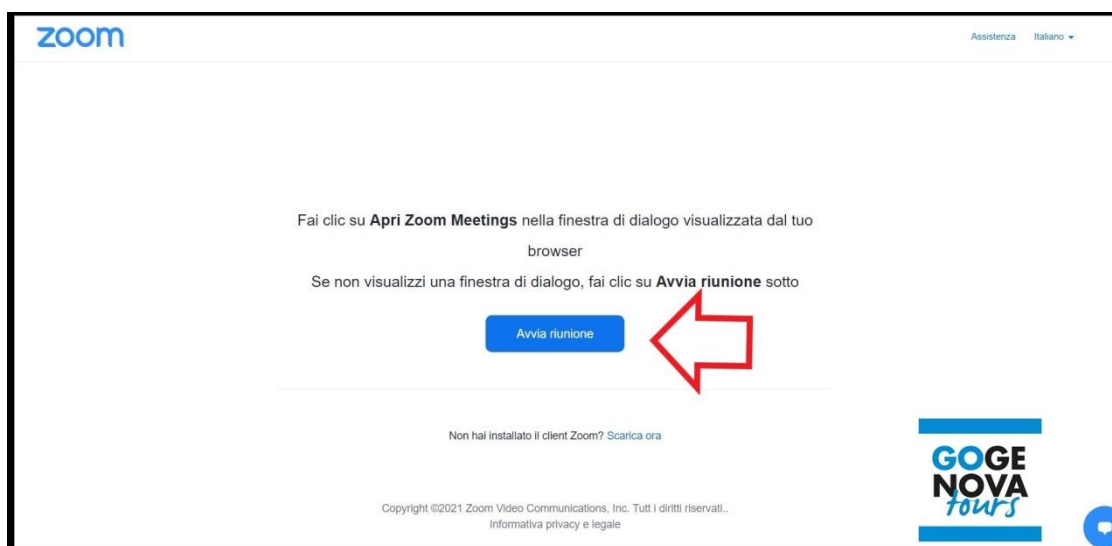 zoom
Assistenza Italiano
Fai clic su Apri Zoom Meetings nella finestra di dialogo visualizzata dal tuo
browser
Se non visualizzi una finestra di dialogo, fai clic su Avvia riunione sotto
Avvia riunione
Non hai installato il client Zoom? Scarica ora
Copyright ©2021 Zoom Video Communications, Inc. Tutt i diritti riservati..
Informativa privacy e legale
GOGE
NOVA
tours